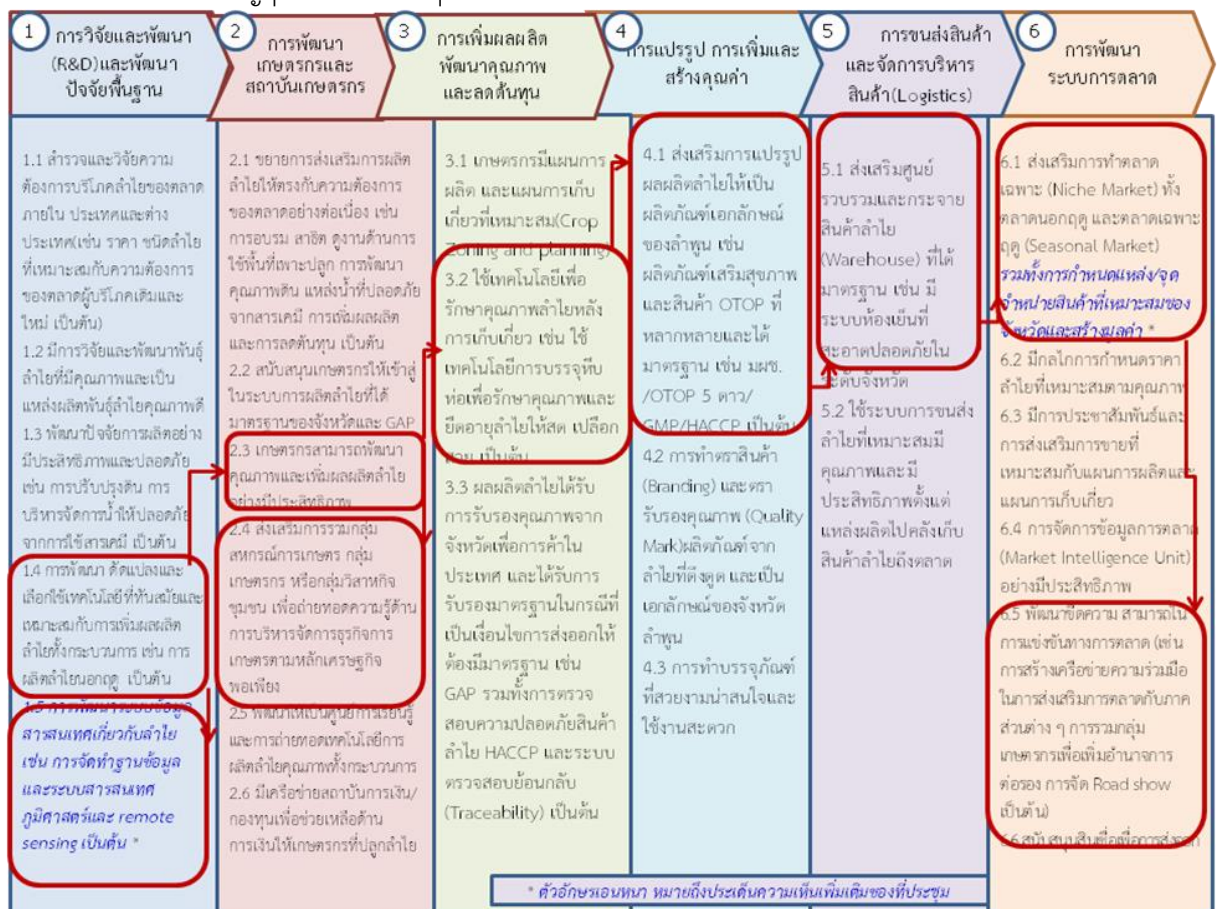 1
การวิจัยและพัฒนา
(R&D)และพัฒนา
ปัจจัยพื้นฐาน
2
การพัฒนา
เกษตรกรและ
สถาบันเกษตรกร
3
การเพิ่มผลผลิต
พัฒนาคุณภาพ
และลดต้นทุน
4
การแปรรูป การเพิ่มและ
สร้างคุณค่า
5
การขนส่งสินค้า
และจัดการบริหาร
สินค้า(Logistics)
6
การพัฒนา
ระบบการตลาด
1.1 สำรวจและวิจัยความ
ต้องการบริโภคลำไยของตลาด
ภายใน ประเทศและต่าง
ประเทศ(เช่น ราคา ชนิดลำไย
ที่เหมาะสมกับความต้องการ
ของตลาดผู้บริโภคเดิมและ
ใหม่ เป็นต้น)
1.2 มีการวิจัยและพัฒนาพันธุ์
ลำไยที่มีคุณภาพและเป็น
แหล่งผลิตพันธุ์ลำไยคุณภาพดี
1.3 พัฒนาปัจจัยการผลิตอย่าง
มีประสิทธิภาพและปลอดภัย
เช่น การปรับปรุงดิน การ
บริหารจัดการน้ำให้ปลอดภัย
จากการใช้สารเคมี เป็นต้น
1.4 การพัฒนา ดัดแปลงและ
เลือกใช้เทคโนโลยีที่ทันสมัยและ
เหมาะสมกับการเพิ่มผลผลิต
ลำไยทั้งกระบวนการ เช่น การ
ผลิตลำไยนอกฤดู เป็นต้น
1.5 การพัฒนาระบบข้อมูล
สารสนเทศเกี่ยวกับลำไย
เช่น การจัดทำฐานข้อมูล
และระบบสารสนเทศ
ภูมิศาสตร์และ remote
sensing เป็นต้น *
2.1 ขยายการส่งเสริมการผลิต
ลำไยให้ตรงกับความต้องการ
ของตลาดอย่างต่อเนื่อง เช่น
การอบรม สาธิต ดูงานด้านการ
ใช้พื้นที่เพาะปลูก การพัฒนา
คุณภาพดิน แหล่งน้ำที่ปลอดภัย
จากสารเคมี การเพิ่มผลผลิต
และการลดต้นทุน เป็นต้น
2.2 สนับสนุนเกษตรกรให้เข้าสู่
ในระบบการผลิตลำไยที่ได้
มาตรฐานของจังหวัดและ GAP
2.3 เกษตรกรสามารถพัฒนา
คุณภาพและเพิ่มผลผลิตลำไย
อย่างมีประสิทธิภาพ
2.4 ส่งเสริมการรวมกลุ่ม
สหกรณ์การเกษตร กลุ่ม
เกษตรกร หรือกลุ่มวิสาหกิจ
ชุมชน เพื่อถ่ายทอดความรู้ด้าน
การบริหารจัดการธุรกิจการ
เกษตรตามหลักเศรษฐกิจ
พอเพียง
2.5 พัฒนาให้เป็นศูนย์การเรียนรู้
และการถ่ายทอดเทคโนโลยีการ
ผลิตลำไยคุณภาพทั้งกระบวนการ
2.6 มีเครือข่ายสถาบันการเงิน/
กองทุนเพื่อช่วยเหลือด้าน
การเงินให้เกษตรกรที่ปลูกลำไย
3.1 เกษตรกรมีแผนการ
ผลิต และแผนการเก็บ
เกี่ยวที่เหมาะสม(Crop
Zoning and planning)
3.2 ใช้เทคโนโลยีเพื่อ
รักษาคุณภาพลำไยหลัง
การเก็บเกี่ยว เช่น ใช้
เทคโนโลยีการบรรจุหีบ
ห่อเพื่อรักษาคุณภาพและ
ยืดอายุลำไยให้สด เปลือก
สวย เป็นต้น
3.3 ผลผลิตลำไยได้รับ
การรับรองคุณภาพจาก
จังหวัดเพื่อการค้าใน
ประเทศ และได้รับการ
รับรองมาตรฐานในกรณีที่
เป็นเงื่อนไขการส่งออกให้
ต้องมีมาตรฐาน เช่น
GAP รวมทั้งการตรวจ
สอบความปลอดภัยสินค้า
ลำไย HACCP และระบบ
ตรวจสอบย้อนกลับ
(Traceability) เป็นต้น
4.1 ส่งเสริมการแปรรูป
ผลผลิตลำไยให้เป็น
ผลิตภัณฑ์เอกลักษณ์
ของลำพูน เช่น
ผลิตภัณฑ์เสริมสุขภาพ
และสินค้า OTOP ที่
หลากหลายและได้
มาตรฐาน เช่น มผช.
/OTOP 5 ดาว/
GMP/HACCP เป็นต้น
4.2 การทำตราสินค้า
(Branding) และตรา
รับรองคุณภาพ (Quality
Mark)ผลิตภัณฑ์จาก
ลำไยที่ดึงดูด และเป็น
เอกลักษณ์ของจังหวัด
ลำพูน
4.3 การทำบรรจุภัณฑ์
ที่สวยงามน่าสนใจและ
ใช้งานสะดวก
5.1 ส่งเสริมศูนย์
รวบรวมและกระจาย
สินค้าลำไย
(Warehouse) ที่ได้
มาตรฐาน เช่น มี
ระบบห้องเย็นที่
สะอาดปลอดภัยใน
ระดับจังหวัด
5.2 ใช้ระบบการขนส่ง
ลำไยที่เหมาะสมมี
คุณภาพและมี
ประสิทธิภาพตั้งแต่
แหล่งผลิตไปคลังเก็บ
สินค้าลำไยถึงตลาด
6.1 ส่งเสริมการทำตลาด
เฉพาะ (Niche Market) ทั้ง
ตลาดนอกฤดู และตลาดเฉพาะ
ฤดู (Seasonal Market)
รวมทั้งการกำหนดแหล่ง/จุด
จำหน่ายสินค้าที่เหมาะสมของ
จังหวัดและสร้างมูลค่า *
6.2 มีกลไกการกำหนดราคา
ลำไยที่เหมาะสมตามคุณภาพ
6.3 มีการประชาสัมพันธ์และ
การส่งเสริมการขายที่
เหมาะสมกับแผนการผลิตและ
แผนการเก็บเกี่ยว
6.4 การจัดการข้อมูลการตลาด
(Market Intelligence Unit)
อย่างมีประสิทธิภาพ
6.5 พัฒนาขีดความ สามารถใน
การแข่งขันทางการตลาด (เช่น
การสร้างเครือข่ายความร่วมมือ
ในการส่งเสริมการตลาดกับภาค
ส่วนต่าง ๆ การรวมกลุ่ม
เกษตรกรเพื่อเพิ่มอำนาจการ
ต่อรอง การจัด Road show
เป็นต้น)
6.6 สนับสนุนสินเชื่อเพื่อการส่งออก
* ตัวอักษรเอนหนา หมายถึงประเด็นความเห็นเพิ่มเติมของที่ประชุม